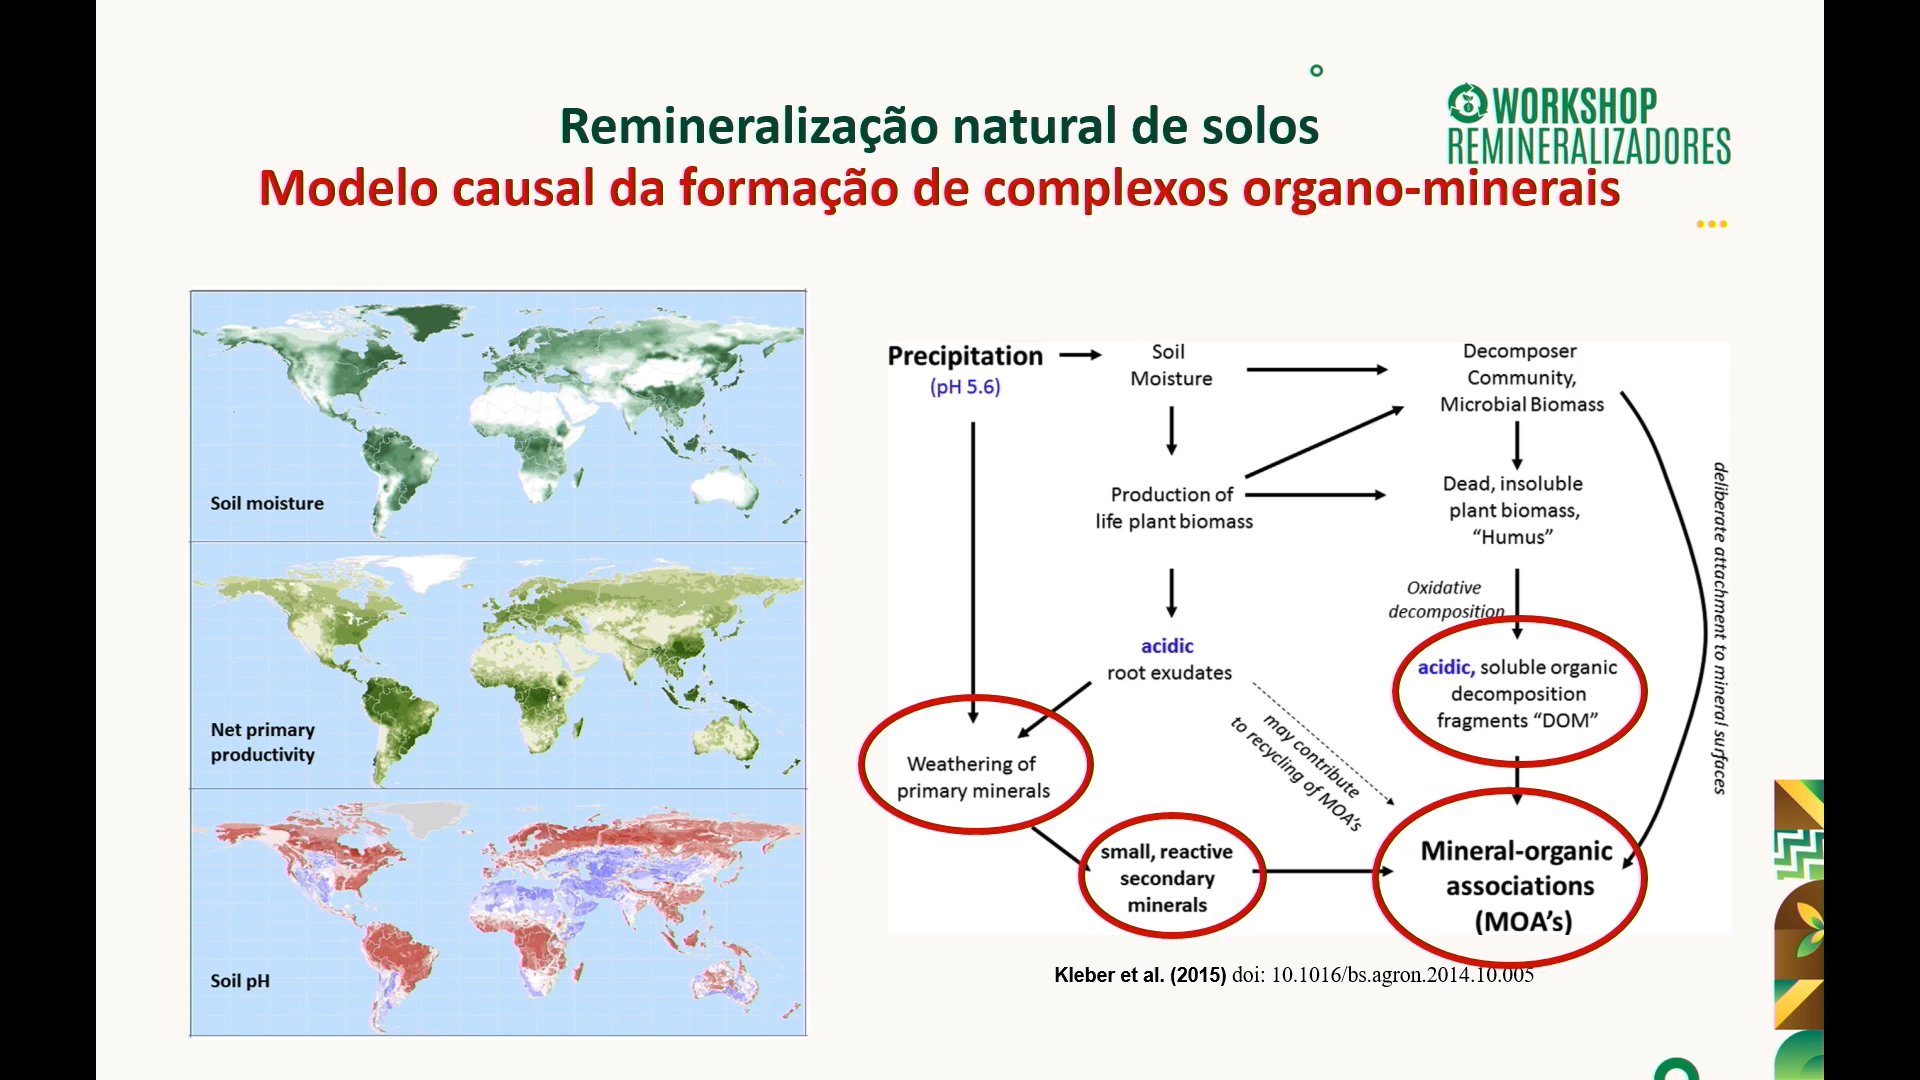 Remineralização natural de solos
Modelo causal da formação de complexos organo-minerais
WORKSHOP
REMINERALIZADORES
Soil moisture
Net primary
productivity
Soil pH
Precipitation
(pH 5.6)
Soil
Moisture
Decomposer
Community,
Microbial Biomass
Production of
life plant biomass
Dead, insoluble
plant biomass,
“Humus”
Oxidative
decomposition
acidic
root exudates
acidic, soluble organic
decomposition
fragments “DOM”
deliberate attachment to mineral surfaces
may contribute
to recycling of MOA's
Weathering of
primary minerals
small, reactive
secondary
minerals
Mineral-organic
associations
(MOA’s)
Kleber et al. (2015) doi: 10.1016/bs.agron.2014.10.005